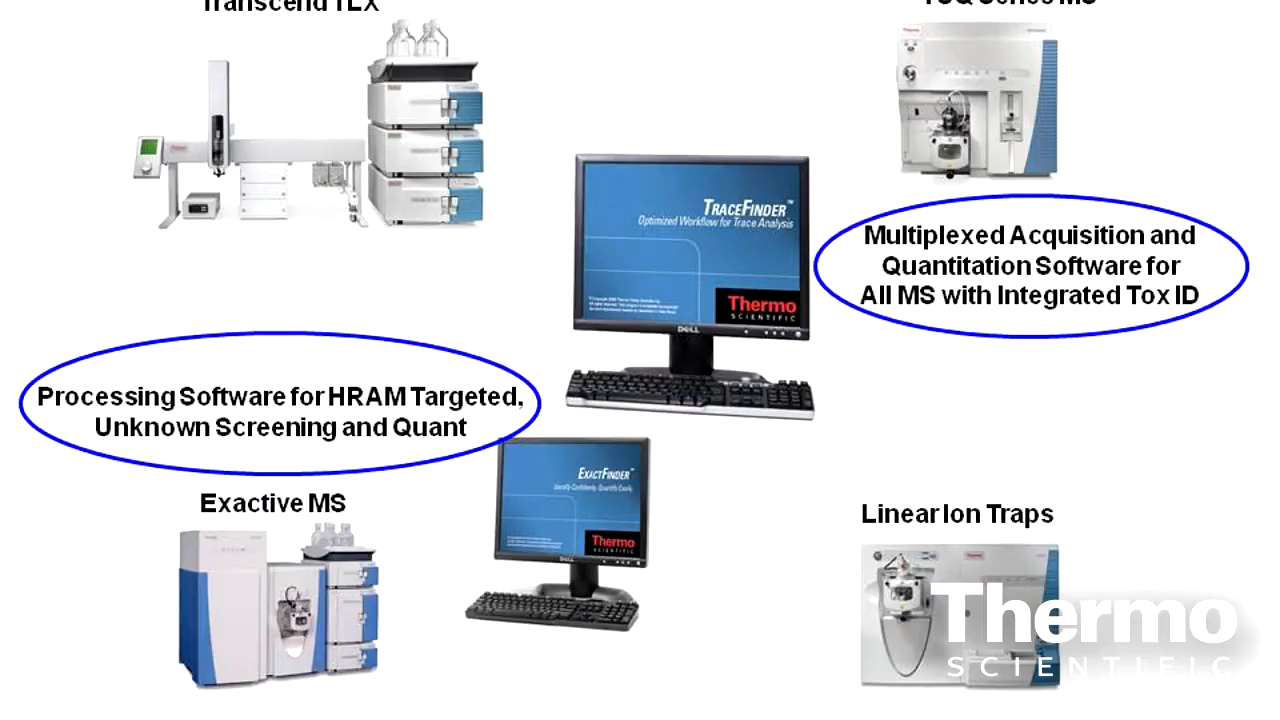 Transcend TLX
TSQ Series MS
TRACEFINDER™
Optimized Workflow for Trace Analysis
Thermo
SCIENTIFIC
DELL
Multiplexed Acquisition and
Quantitation Software for
All MS with Integrated Tox ID
Processing Software for HRAM Targeted,
Unknown Screening and Quant
EXACTFINDER™
Identify Confidently. Quantify Easily.
Thermo
SCIENTIFIC
DELL
Exactive MS
Linear Ion Traps
Thermo
SCIENTIFIC